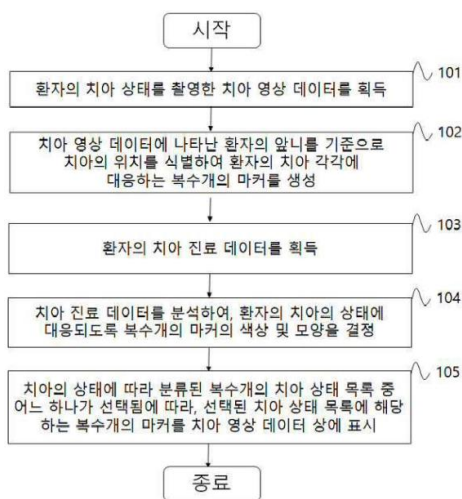 시작
101
환자의 치아 상태를 촬영한 치아 영상 데이터를 획득
102
치아 영상 데이터에 나타난 환자의 앞니를 기준으로
치아의 위치를 식별하여 환자의 치아 각각에
대응하는 복수개의 마커를 생성
103
환자의 치아 진료 데이터를 획득
104
치아 진료 데이터를 분석하여, 환자의 치아의 상태에
대응되도록 복수개의 마커의 색상 및 모양을 결정
105
치아의 상태에 따라 분류된 복수개의 치아 상태 목록 중
어느 하나가 선택됨에 따라, 선택된 치아 상태 목록에 해당
하는 복수개의 마커를 치아 영상 데이터 상에 표시
종료